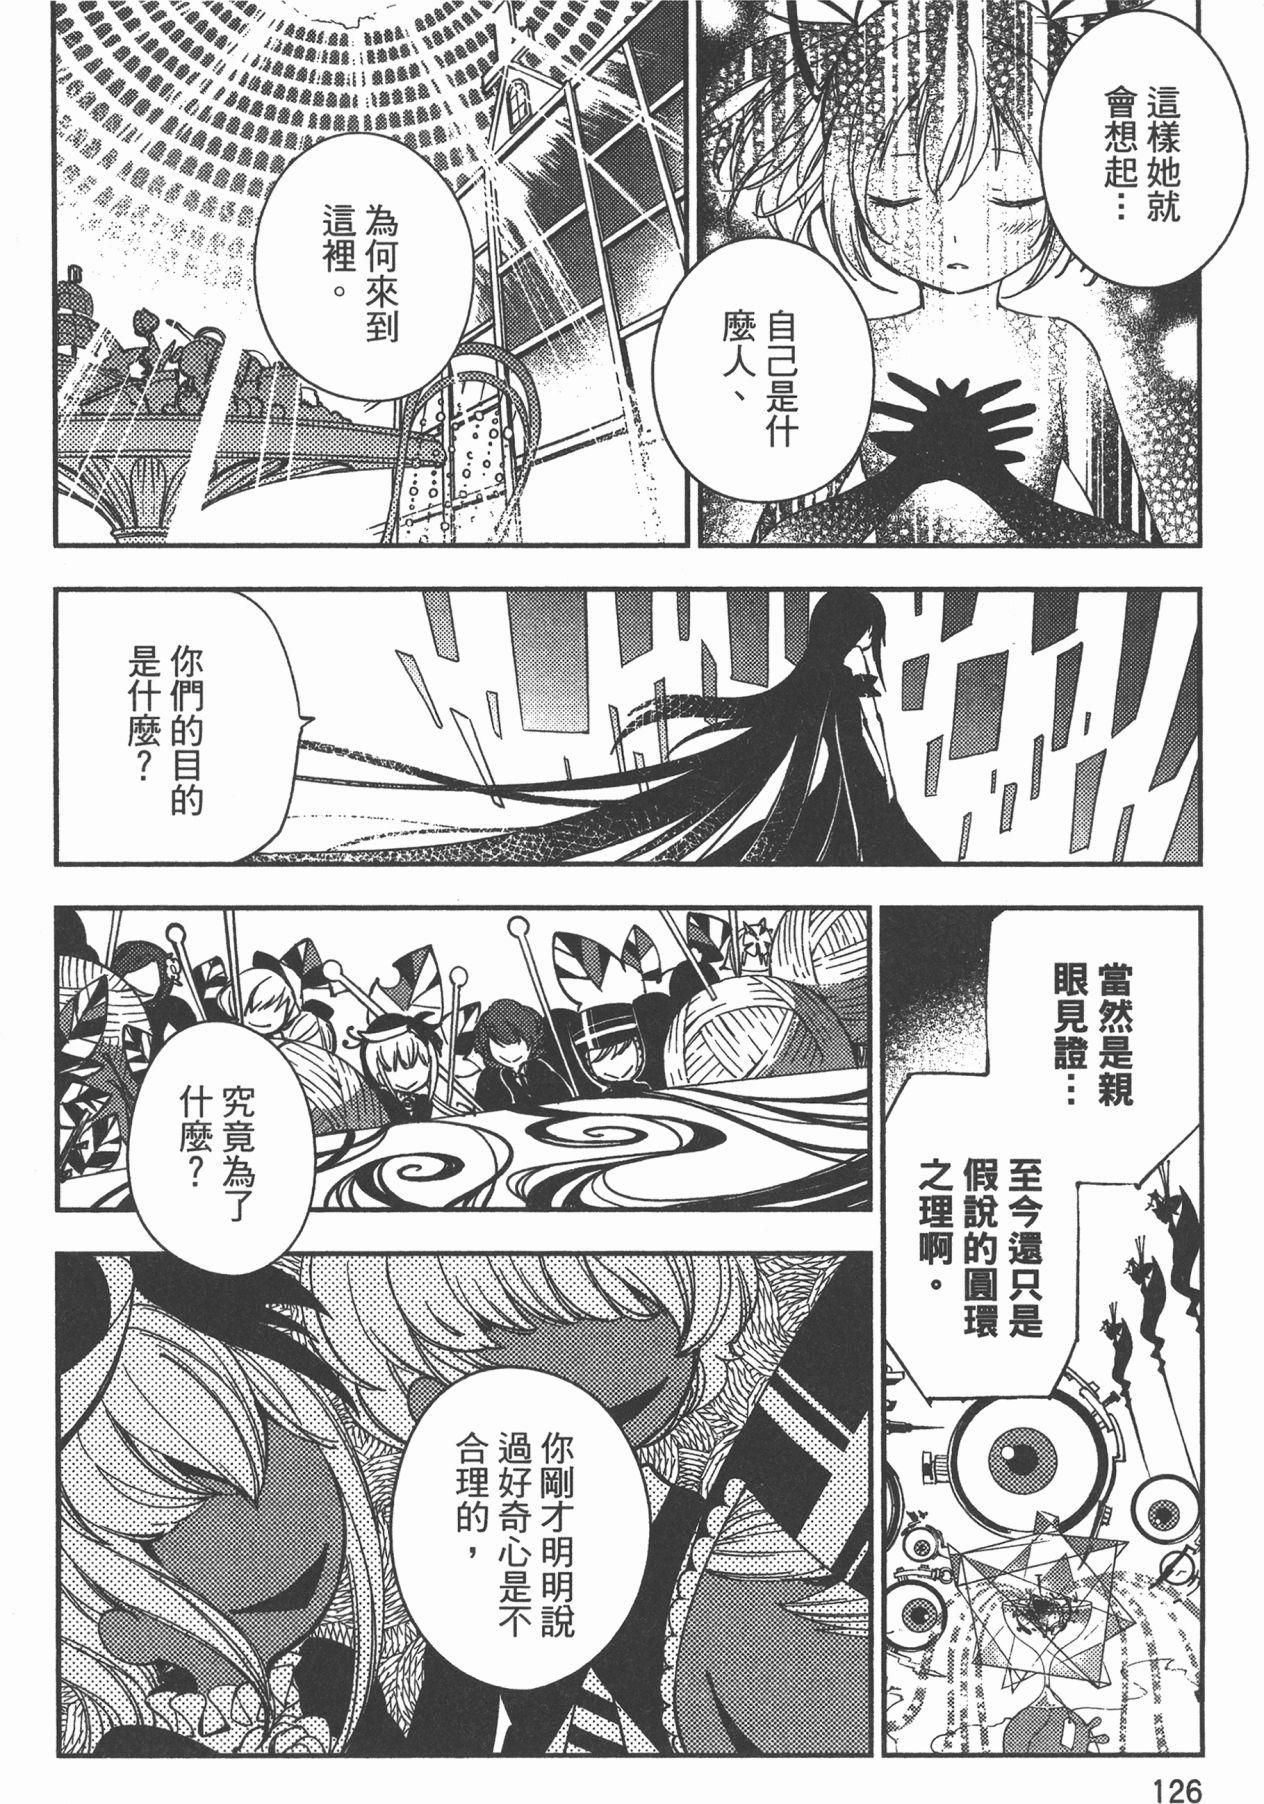 這樣她就
會想起…
自己是什
麼人、
為何來到
這裡。
你們的目的
是什麼？
當然是親
眼見證…
至今還只是
假說的圓環
之理啊。
究竟為了
什麼？
你剛才明明說
過好奇心是不
合理的，
126